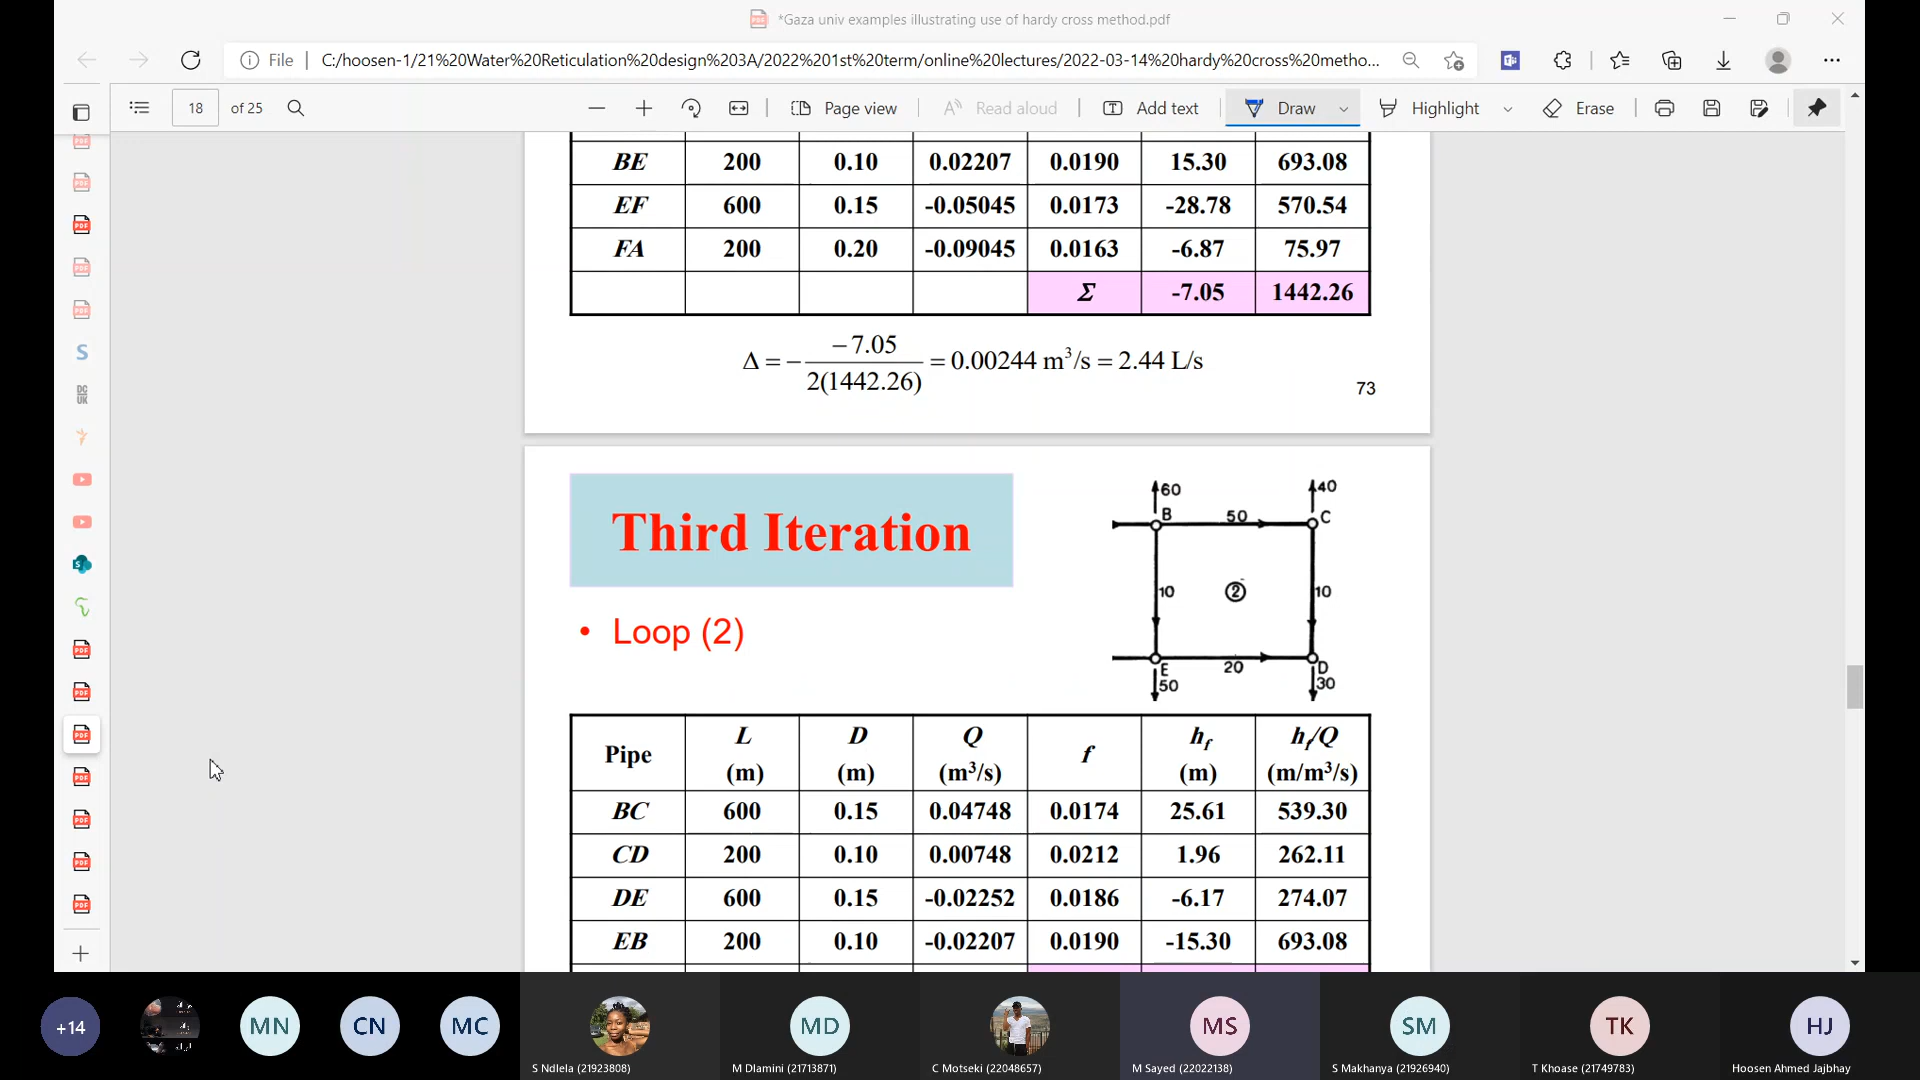 *Gaza univ examples illustrating use of hardy cross method.pdf
File C:/hoosen-1/21%20Water%20Reticulation%20design%203A/2022%201st%20term/online%20lectures/2022-03-14%20hardy%20cross%20metho...
18 of 25 Page view Read aloud Add text Draw Highlight Erase
BE 200 0.10 0.02207 0.0190 15.30 693.08
EF 600 0.15 -0.05045 0.0173 -28.78 570.54
FA 200 0.20 -0.09045 0.0163 -6.87 75.97
Σ -7.05 1442.26
Δ = − −7.05 / 2(1442.26) = 0.00244 m³/s = 2.44 L/s
73
Third Iteration
• Loop (2)
60 40
B 50 C
10 2 10
E 20 D
50 30
Pipe L (m) D (m) Q (m³/s) f hf (m) hf/Q (m/m³/s)
BC 600 0.15 0.04748 0.0174 25.61 539.30
CD 200 0.10 0.00748 0.0212 1.96 262.11
DE 600 0.15 -0.02252 0.0186 -6.17 274.07
EB 200 0.10 -0.02207 0.0190 -15.30 693.08
S
DC
UK
+14 MN CN MC MD MS SM TK HJ
S Ndlela (21923808) M Dlamini (21713871) C Motseki (22048657) M Sayed (22022138) S Makhanya (21926940) T Khoase (21749783) Hoosen Ahmed Jajbhay